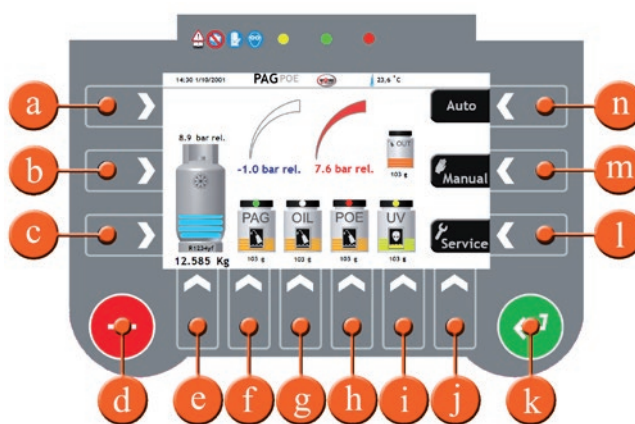 14:30 1/10/2001 PAG POE 23,6 °C
a
n
Auto
8.9 bar rel.
OUT
-1.0 bar rel. 7.6 bar rel.
103 g
b
m
Manual
PAG OIL POE UV
c
l
Service
R1234yf
12.585 Kg
103 g 103 g 103 g 103 g
d e f g h i j k